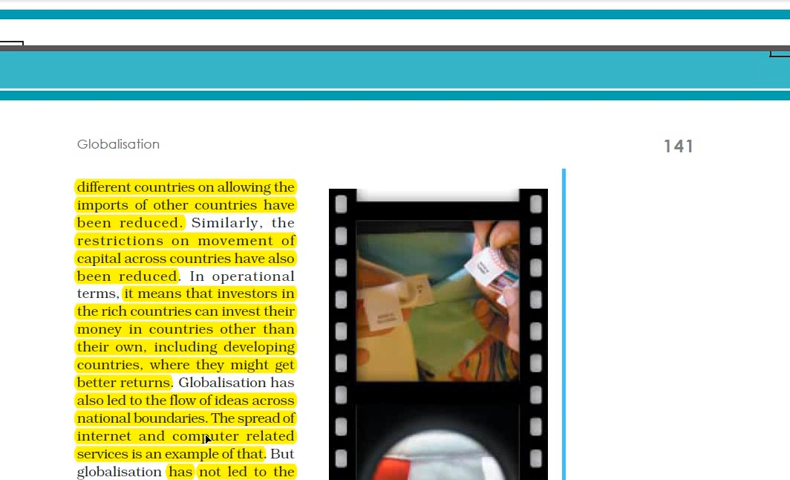 Globalisation
141
different countries on allowing the
imports of other countries have
been reduced. Similarly, the
restrictions on movement of
capital across countries have also
been reduced. In operational
terms, it means that investors in
the rich countries can invest their
money in countries other than
their own, including developing
countries, where they might get
better returns. Globalisation has
also led to the flow of ideas across
national boundaries. The spread of
internet and computer related
services is an example of that. But
globalisation has not led to the